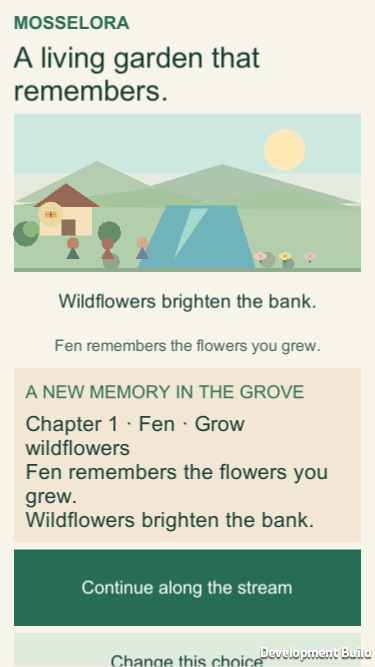 MOSSELORA
A living garden that
remembers.
Wildflowers brighten the bank.
Fen remembers the flowers you grew.
A NEW MEMORY IN THE GROVE
Chapter 1 · Fen · Grow
wildflowers
Fen remembers the flowers you
grew.
Wildflowers brighten the bank.
Continue along the stream
Change this choice
Development Build